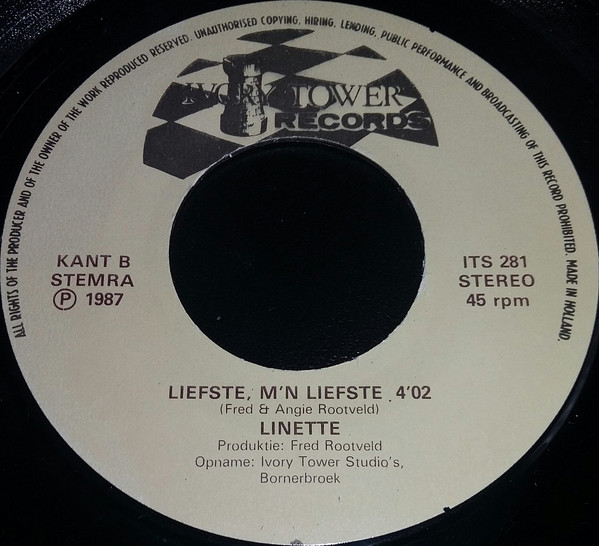 ALL RIGHTS OF THE PRODUCER AND OF THE OWNER OF THE WORK REPRODUCED RESERVED. UNAUTHORISED COPYING, HIRING, LENDING, PUBLIC PERFORMANCE AND BROADCASTING OF THIS RECORD PROHIBITED. MADE IN HOLLAND.
IVORY TOWER
RECORDS
KANT B
STEMRA
Ⓟ 1987
ITS 281
STEREO
45 rpm
LIEFSTE, M'N LIEFSTE 4'02
(Fred & Angie Rootveld)
LINETTE
Produktie: Fred Rootveld
Opname: Ivory Tower Studio's,
Bornerbroek